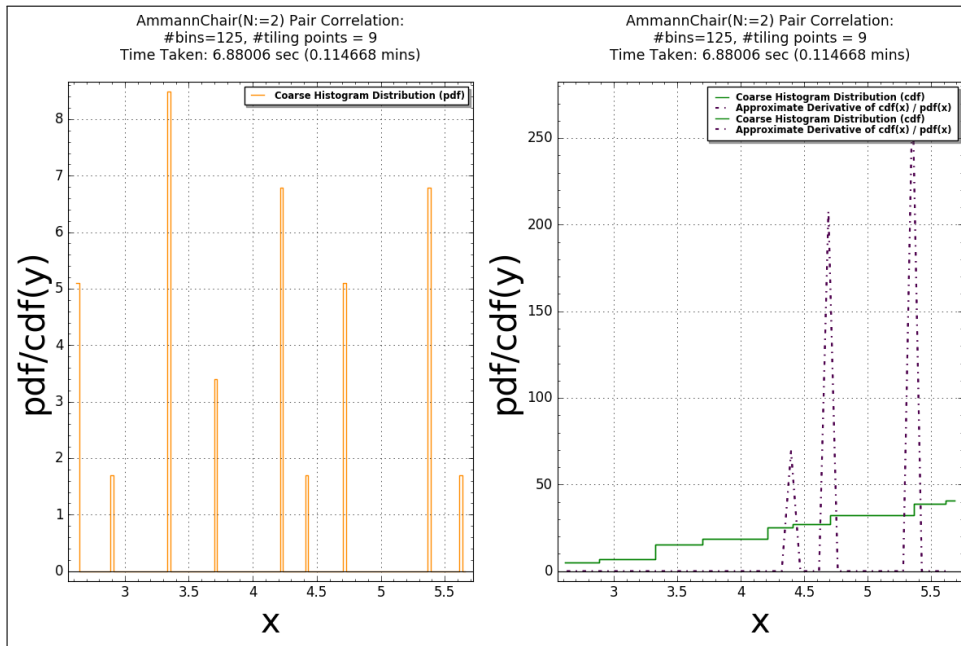 AmmannChair(N:=2) Pair Correlation:
#bins=125, #tiling points = 9
Time Taken: 6.88006 sec (0.114668 mins)
Coarse Histogram Distribution (pdf)
8
7
6
5
4
3
2
1
0
pdf/cdf(y)
3
3.5
4
4.5
5
5.5
x
AmmannChair(N:=2) Pair Correlation:
#bins=125, #tiling points = 9
Time Taken: 6.88006 sec (0.114668 mins)
Coarse Histogram Distribution (cdf)
Approximate Derivative of cdf(x) / pdf(x)
Coarse Histogram Distribution (cdf)
Approximate Derivative of cdf(x) / pdf(x)
250
200
150
100
50
0
pdf/cdf(y)
3
3.5
4
4.5
5
5.5
x